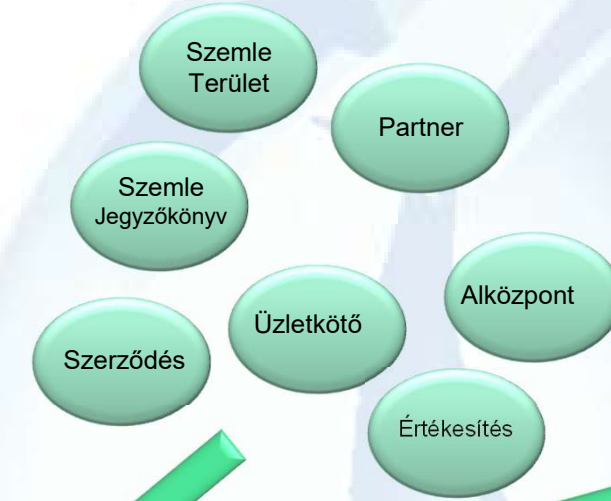 Szemle
Terület
Partner
Szemle
Jegyzőkönyv
Alközpont
Üzletkötő
Szerződés
Értékesítés